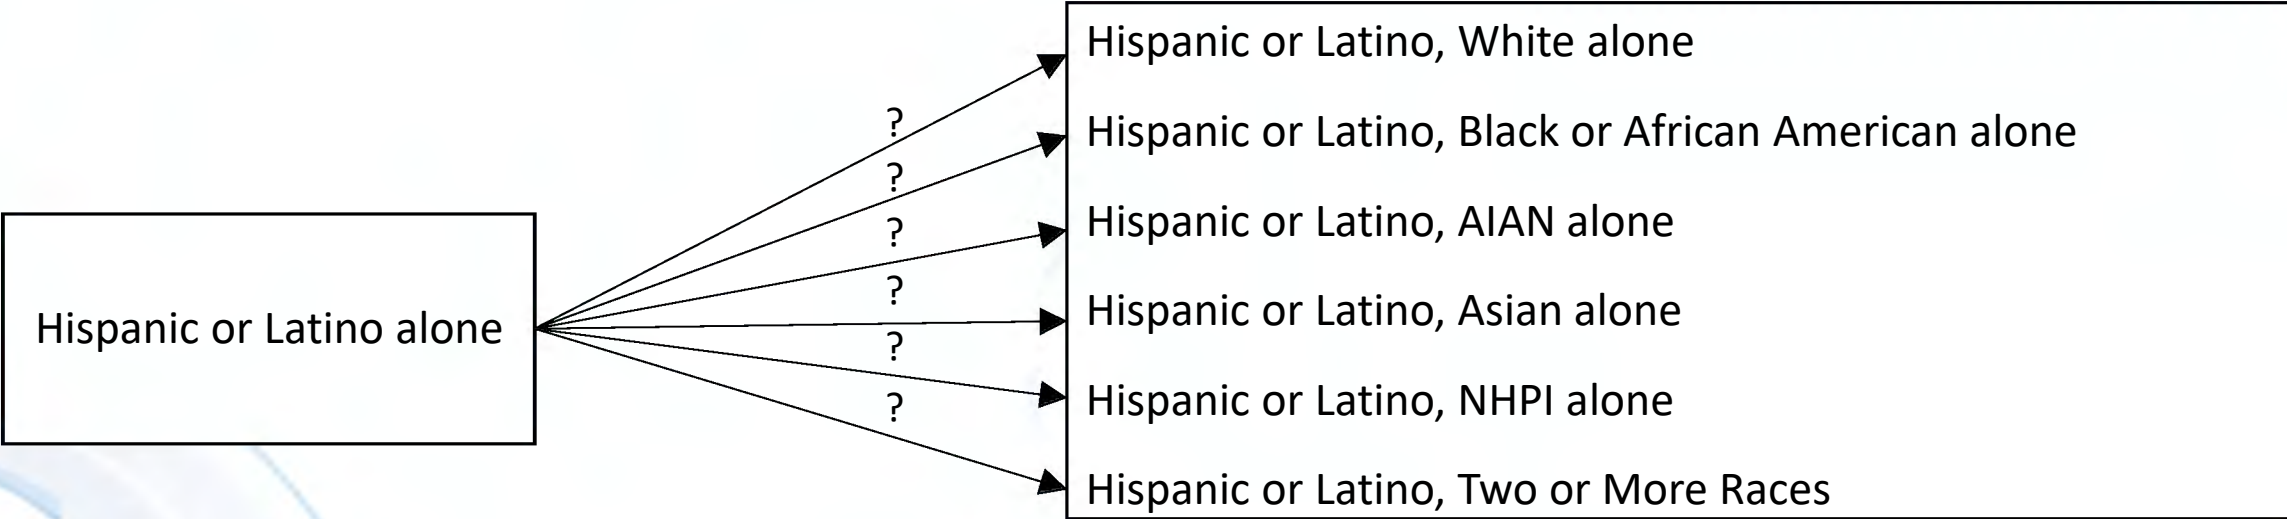 Hispanic or Latino alone
?
?
?
?
?
?
Hispanic or Latino, White alone
Hispanic or Latino, Black or African American alone
Hispanic or Latino, AIAN alone
Hispanic or Latino, Asian alone
Hispanic or Latino, NHPI alone
Hispanic or Latino, Two or More Races